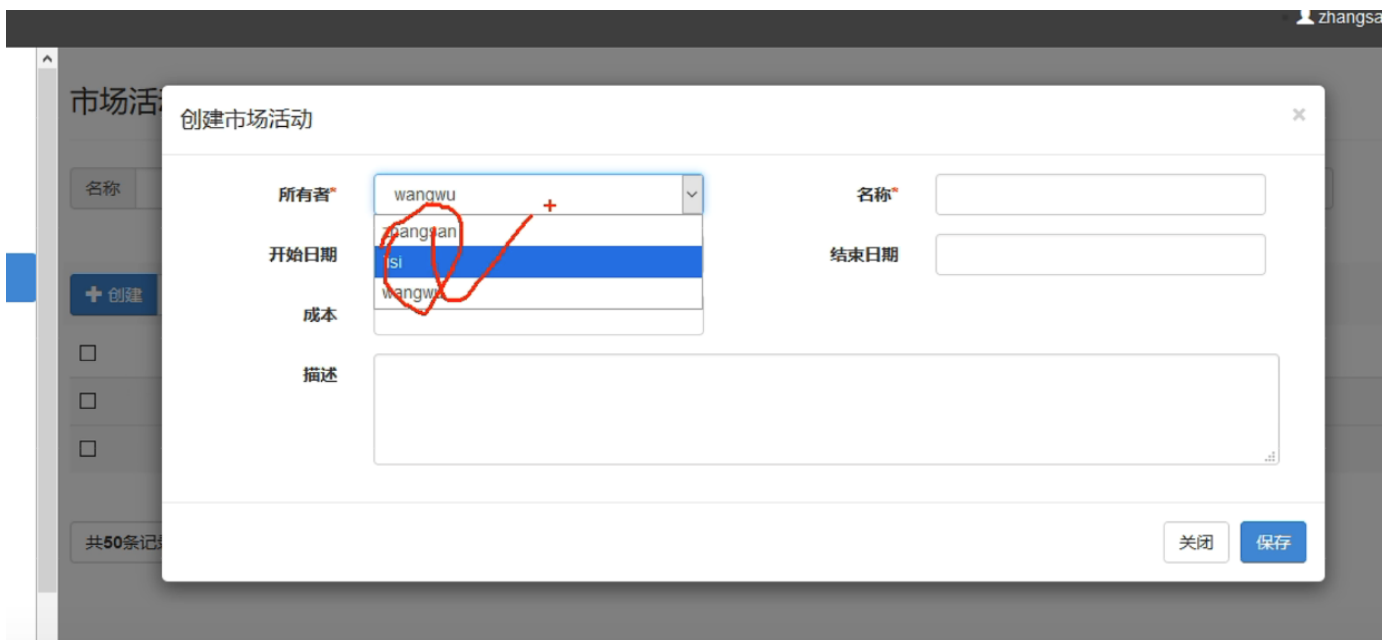 zhangsa
市场活
创建市场活动
×
名称
所有者*
wangwu
名称*
zhangsan
开始日期
lisi
结束日期
wangwu
创建
成本
描述
共50条记
关闭
保存